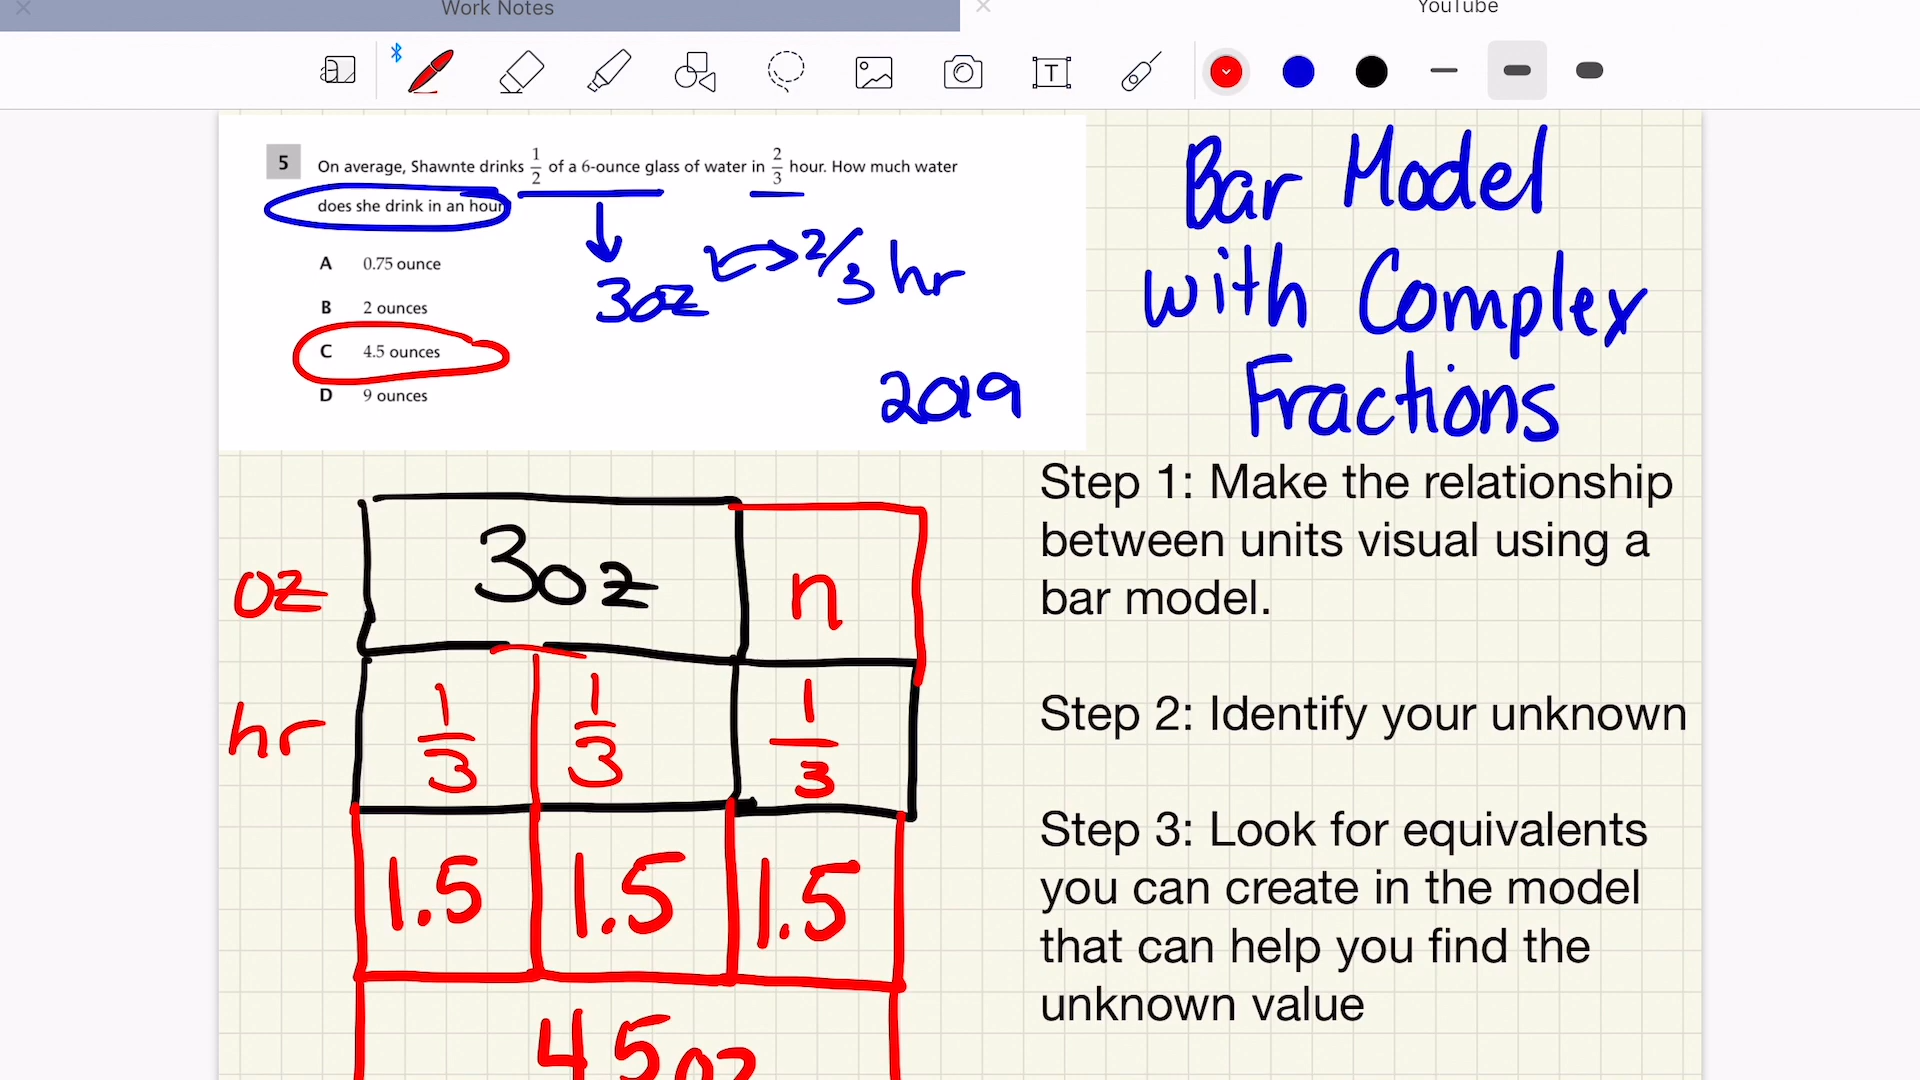 Work Notes
YouTube
5 On average, Shawnte drinks 1/2 of a 6-ounce glass of water in 2/3 hour. How much water
does she drink in an hour
A 0.75 ounce
B 2 ounces
C 4.5 ounces
D 9 ounces
3oz 2/3 hr
2019
Bar Model
with Complex
Fractions
Step 1: Make the relationship
between units visual using a
bar model.
Step 2: Identify your unknown
Step 3: Look for equivalents
you can create in the model
that can help you find the
unknown value
oz 3oz n
hr 1/3 1/3 1/3
1.5 1.5 1.5
4.5oz
T